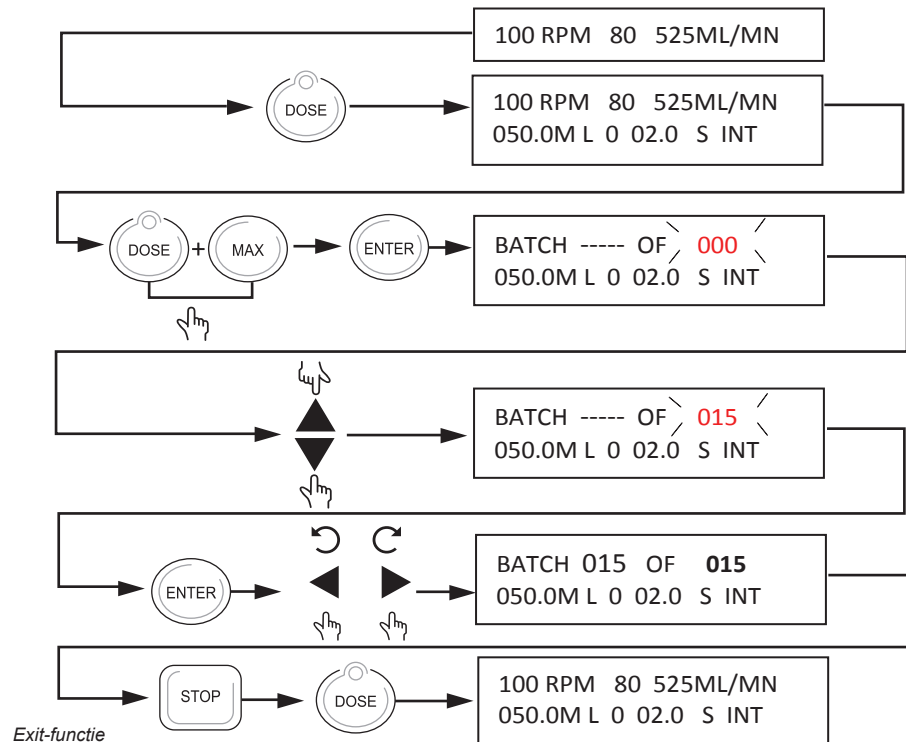 100 RPM 80 525ML/MN
DOSE
100 RPM 80 525ML/MN
050.0M L 0 02.0 S INT
DOSE + MAX
ENTER
BATCH ----- OF 000
050.0M L 0 02.0 S INT
BATCH ----- OF 015
050.0M L 0 02.0 S INT
ENTER
BATCH 015 OF 015
050.0M L 0 02.0 S INT
STOP
DOSE
100 RPM 80 525ML/MN
050.0M L 0 02.0 S INT
Exit-functie